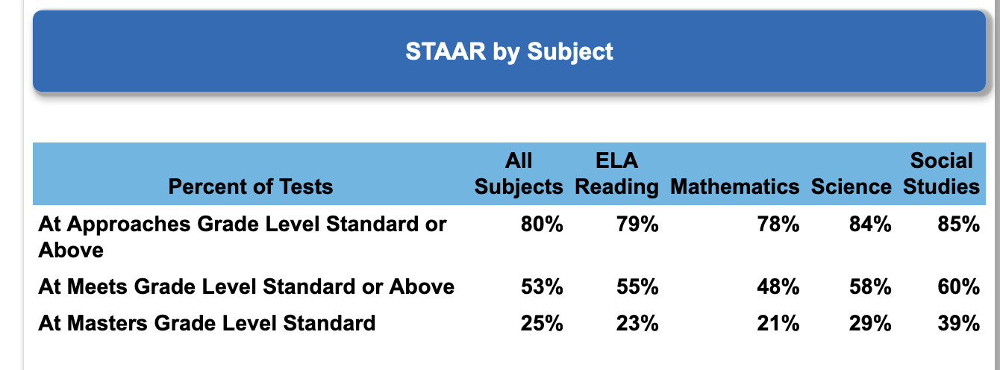 STAAR by Subject
All ELA Social
Percent of Tests Subjects Reading Mathematics Science Studies
At Approaches Grade Level Standard or 80% 79% 78% 84% 85%
Above
At Meets Grade Level Standard or Above 53% 55% 48% 58% 60%
At Masters Grade Level Standard 25% 23% 21% 29% 39%